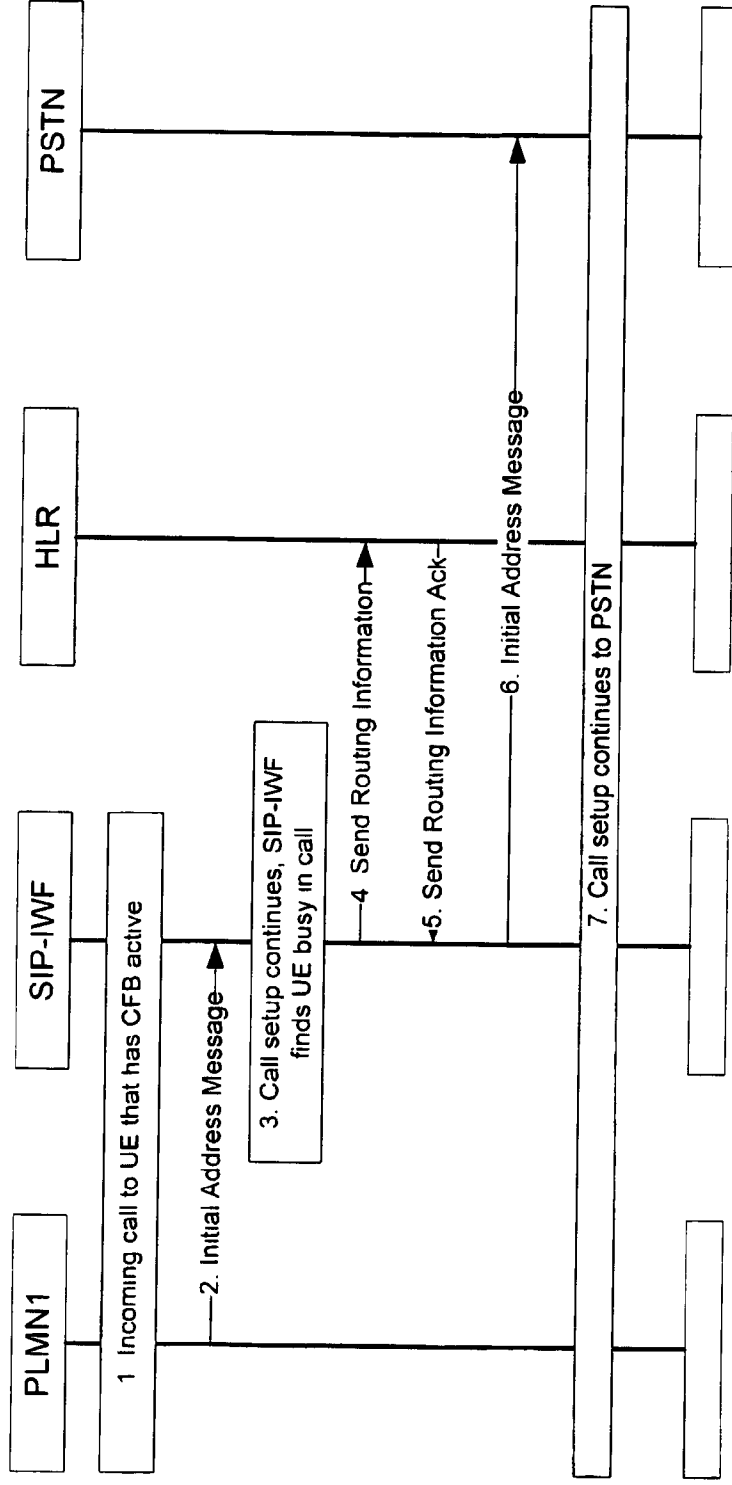 PLMN1
SIP-IWF
HLR
PSTN
1 Incoming call to UE that has CFB active
2. Initial Address Message
3. Call setup continues, SIP-IWF
finds UE busy in call
4 Send Routing Information
5. Send Routing Information Ack
6. Initial Address Message
7. Call setup continues to PSTN